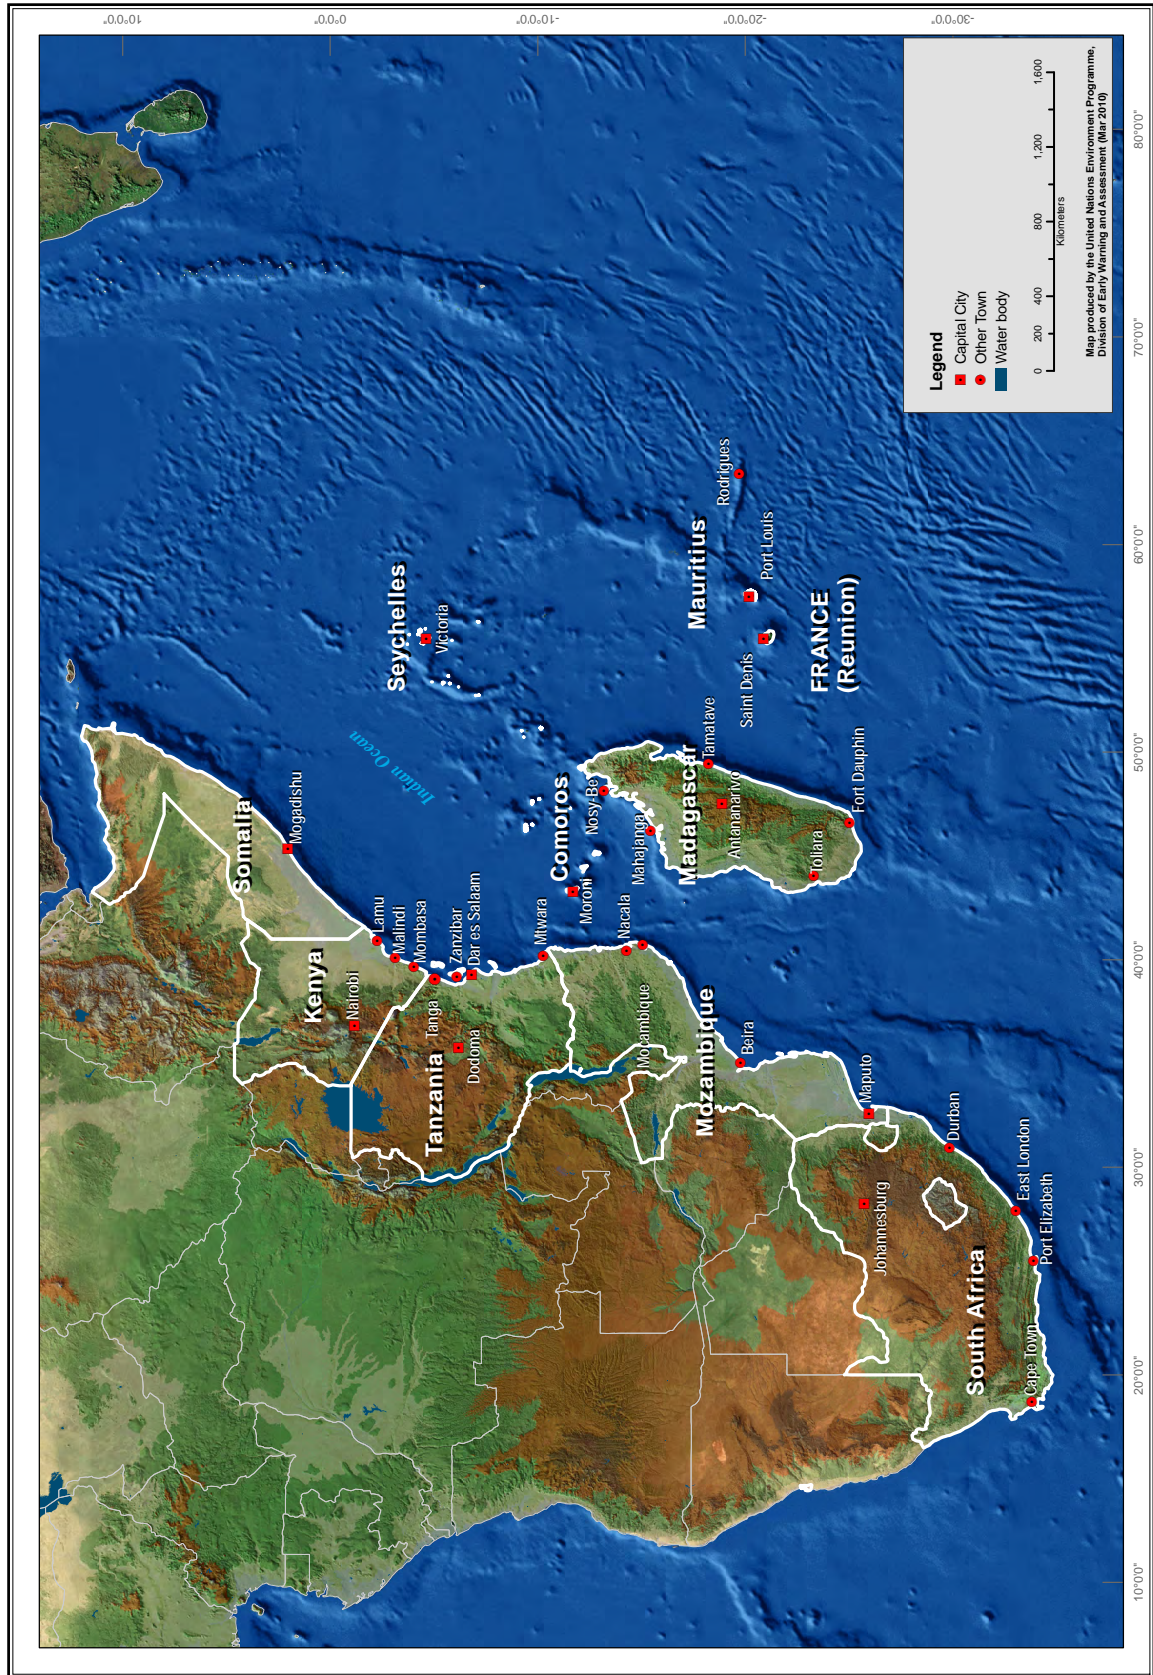 10°0'0"
0°0'0"
-10°0'0"
-20°0'0"
-30°0'0"
Somalia
Mogadishu
Indian Ocean
Seychelles
Victoria
Kenya
Nairobi
Lamu
Malindi
Mombasa
Tanga
Zanzibar
Dar es Salaam
Dodoma
Tanzania
Mtwara
Comoros
Moroni
Nosy-Be
Mahajanga
Madagascar
Antananarivo
Tamatave
Toliara
Fort Dauphin
Mauritius
Port Louis
Rodrigues
Saint Denis
FRANCE
(Reunion)
Nacala
Mocambique
Mozambique
Beira
Maputo
Johannesburg
Durban
East London
Port Elizabeth
South Africa
Cape Town
Legend
Capital City
Other Town
Water body
0 200 400 800 1,200 1,600
Kilometers
Map produced by the United Nations Environment Programme,
Division of Early Warning and Assessment (Mar 2010)
10°0'0"
20°0'0"
30°0'0"
40°0'0"
50°0'0"
60°0'0"
70°0'0"
80°0'0"